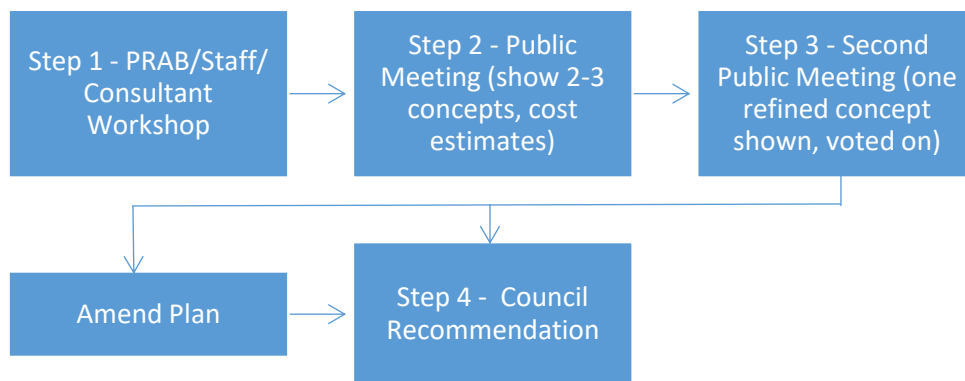 Step 1 - PRAB/Staff/
Consultant
Workshop
Step 2 - Public
Meeting (show 2-3
concepts, cost
estimates)
Step 3 - Second
Public Meeting (one
refined concept
shown, voted on)
Amend Plan
Step 4 -  Council
Recommendation